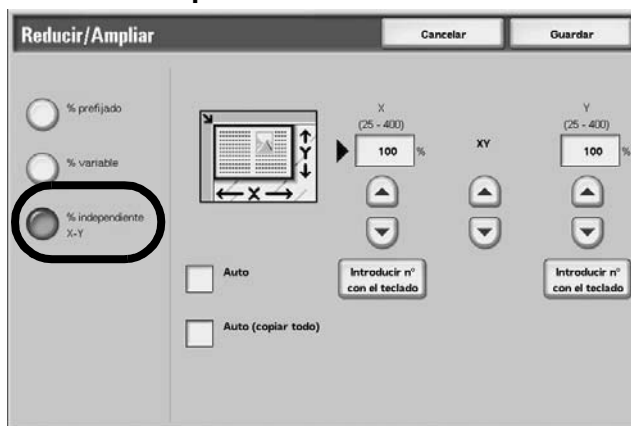 Reducir/Ampliar
Cancelar
Guardar
% prefijado
% variable
% independiente
X-Y
X
Y
X
(25 - 400)
100 %
XY
Y
(25 - 400)
100 %
Auto
Auto (copiar todo)
Introducir nº
con el teclado
Introducir nº
con el teclado